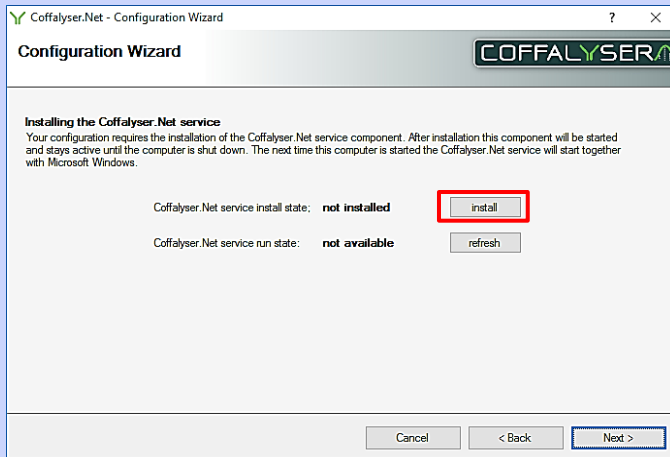 Coffalyser.Net - Configuration Wizard ? X
Configuration Wizard
COFFALYSER
Installing the Coffalyser.Net service
Your configuration requires the installation of the Coffalyser.Net service component. After installation this component will be started
and stays active until the computer is shut down. The next time this computer is started the Coffalyser.Net service will start together
with Microsoft Windows.
Coffalyser.Net service install state; not installed install
Coffalyser.Net service run state: not available refresh
Cancel < Back Next >